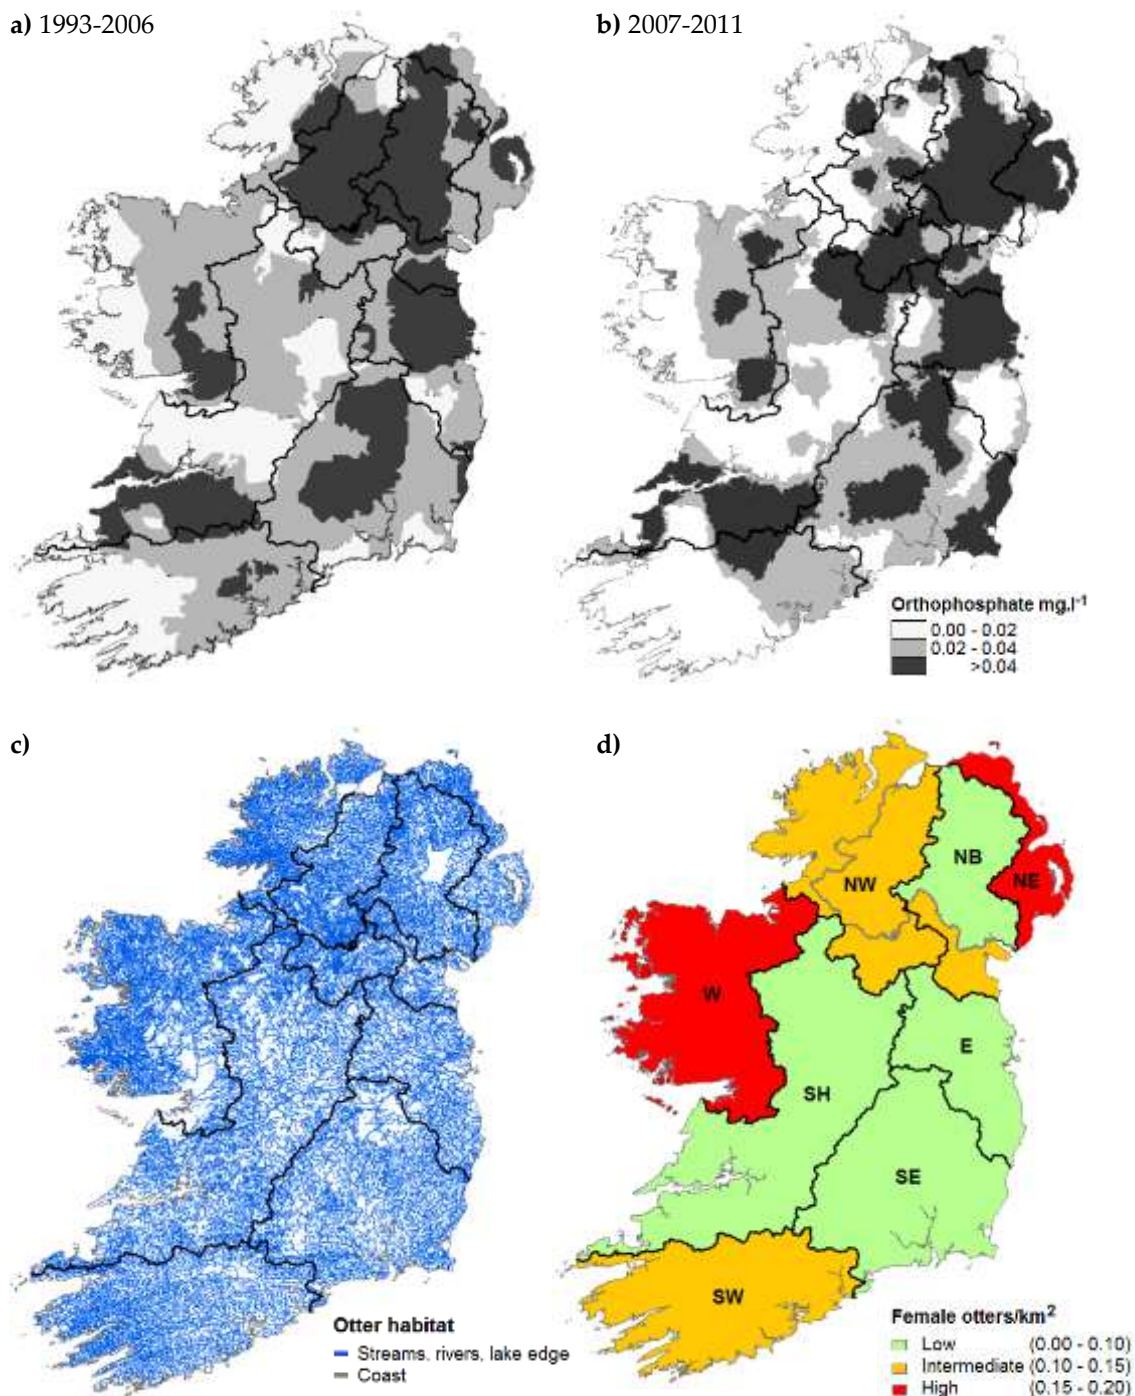 a) 1993-2006
b) 2007-2011
Orthophosphate mg.l-1
0.00 - 0.02
0.02 - 0.04
>0.04
c)
d)
NB
NW
NE
W
E
SH
SE
SW
Otter habitat
Streams, rivers, lake edge
Coast
Female otters/km2
Low (0.00 - 0.10)
Intermediate (0.10 - 0.15)
High (0.15 - 0.20)